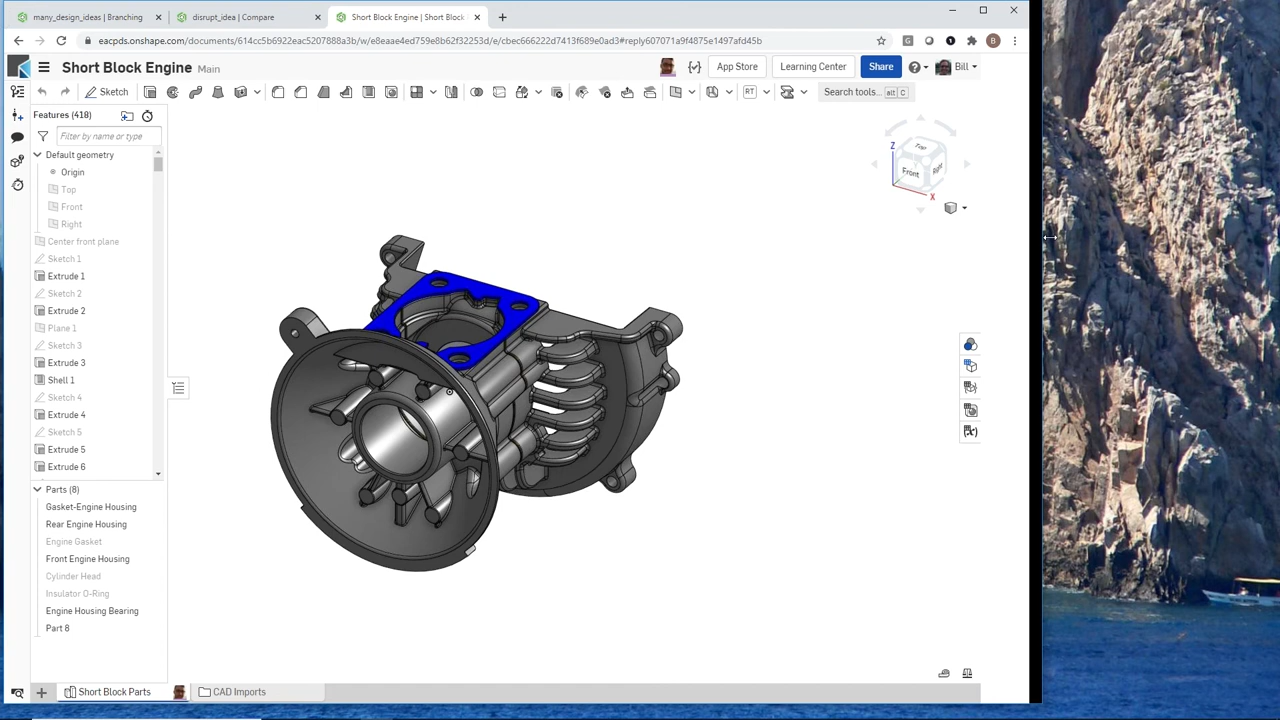 many_design_ideas | Branching
disrupt_idea | Compare
Short Block Engine | Short Block
eacpds.onshape.com/documents/614cc5b6922eac5207888a3b/w/e8eaae4ed759e8b62f32253d/e/cbec666222d7413f689e0ad3#reply607071a9f4875e1497afd45b
B
Short Block Engine Main
App Store
Learning Center
Share
Bill
Sketch
RT
Search tools... alt C
Features (418)
Filter by name or type
Default geometry
Origin
Top
Front
Right
Center front plane
Sketch 1
Extrude 1
Sketch 2
Extrude 2
Plane 1
Sketch 3
Extrude 3
Shell 1
Sketch 4
Extrude 4
Sketch 5
Extrude 5
Extrude 6
Parts (8)
Gasket-Engine Housing
Rear Engine Housing
Engine Gasket
Front Engine Housing
Cylinder Head
Insulator O-Ring
Engine Housing Bearing
Part 8
Z
Top
Front
Right
X
Short Block Parts
CAD Imports